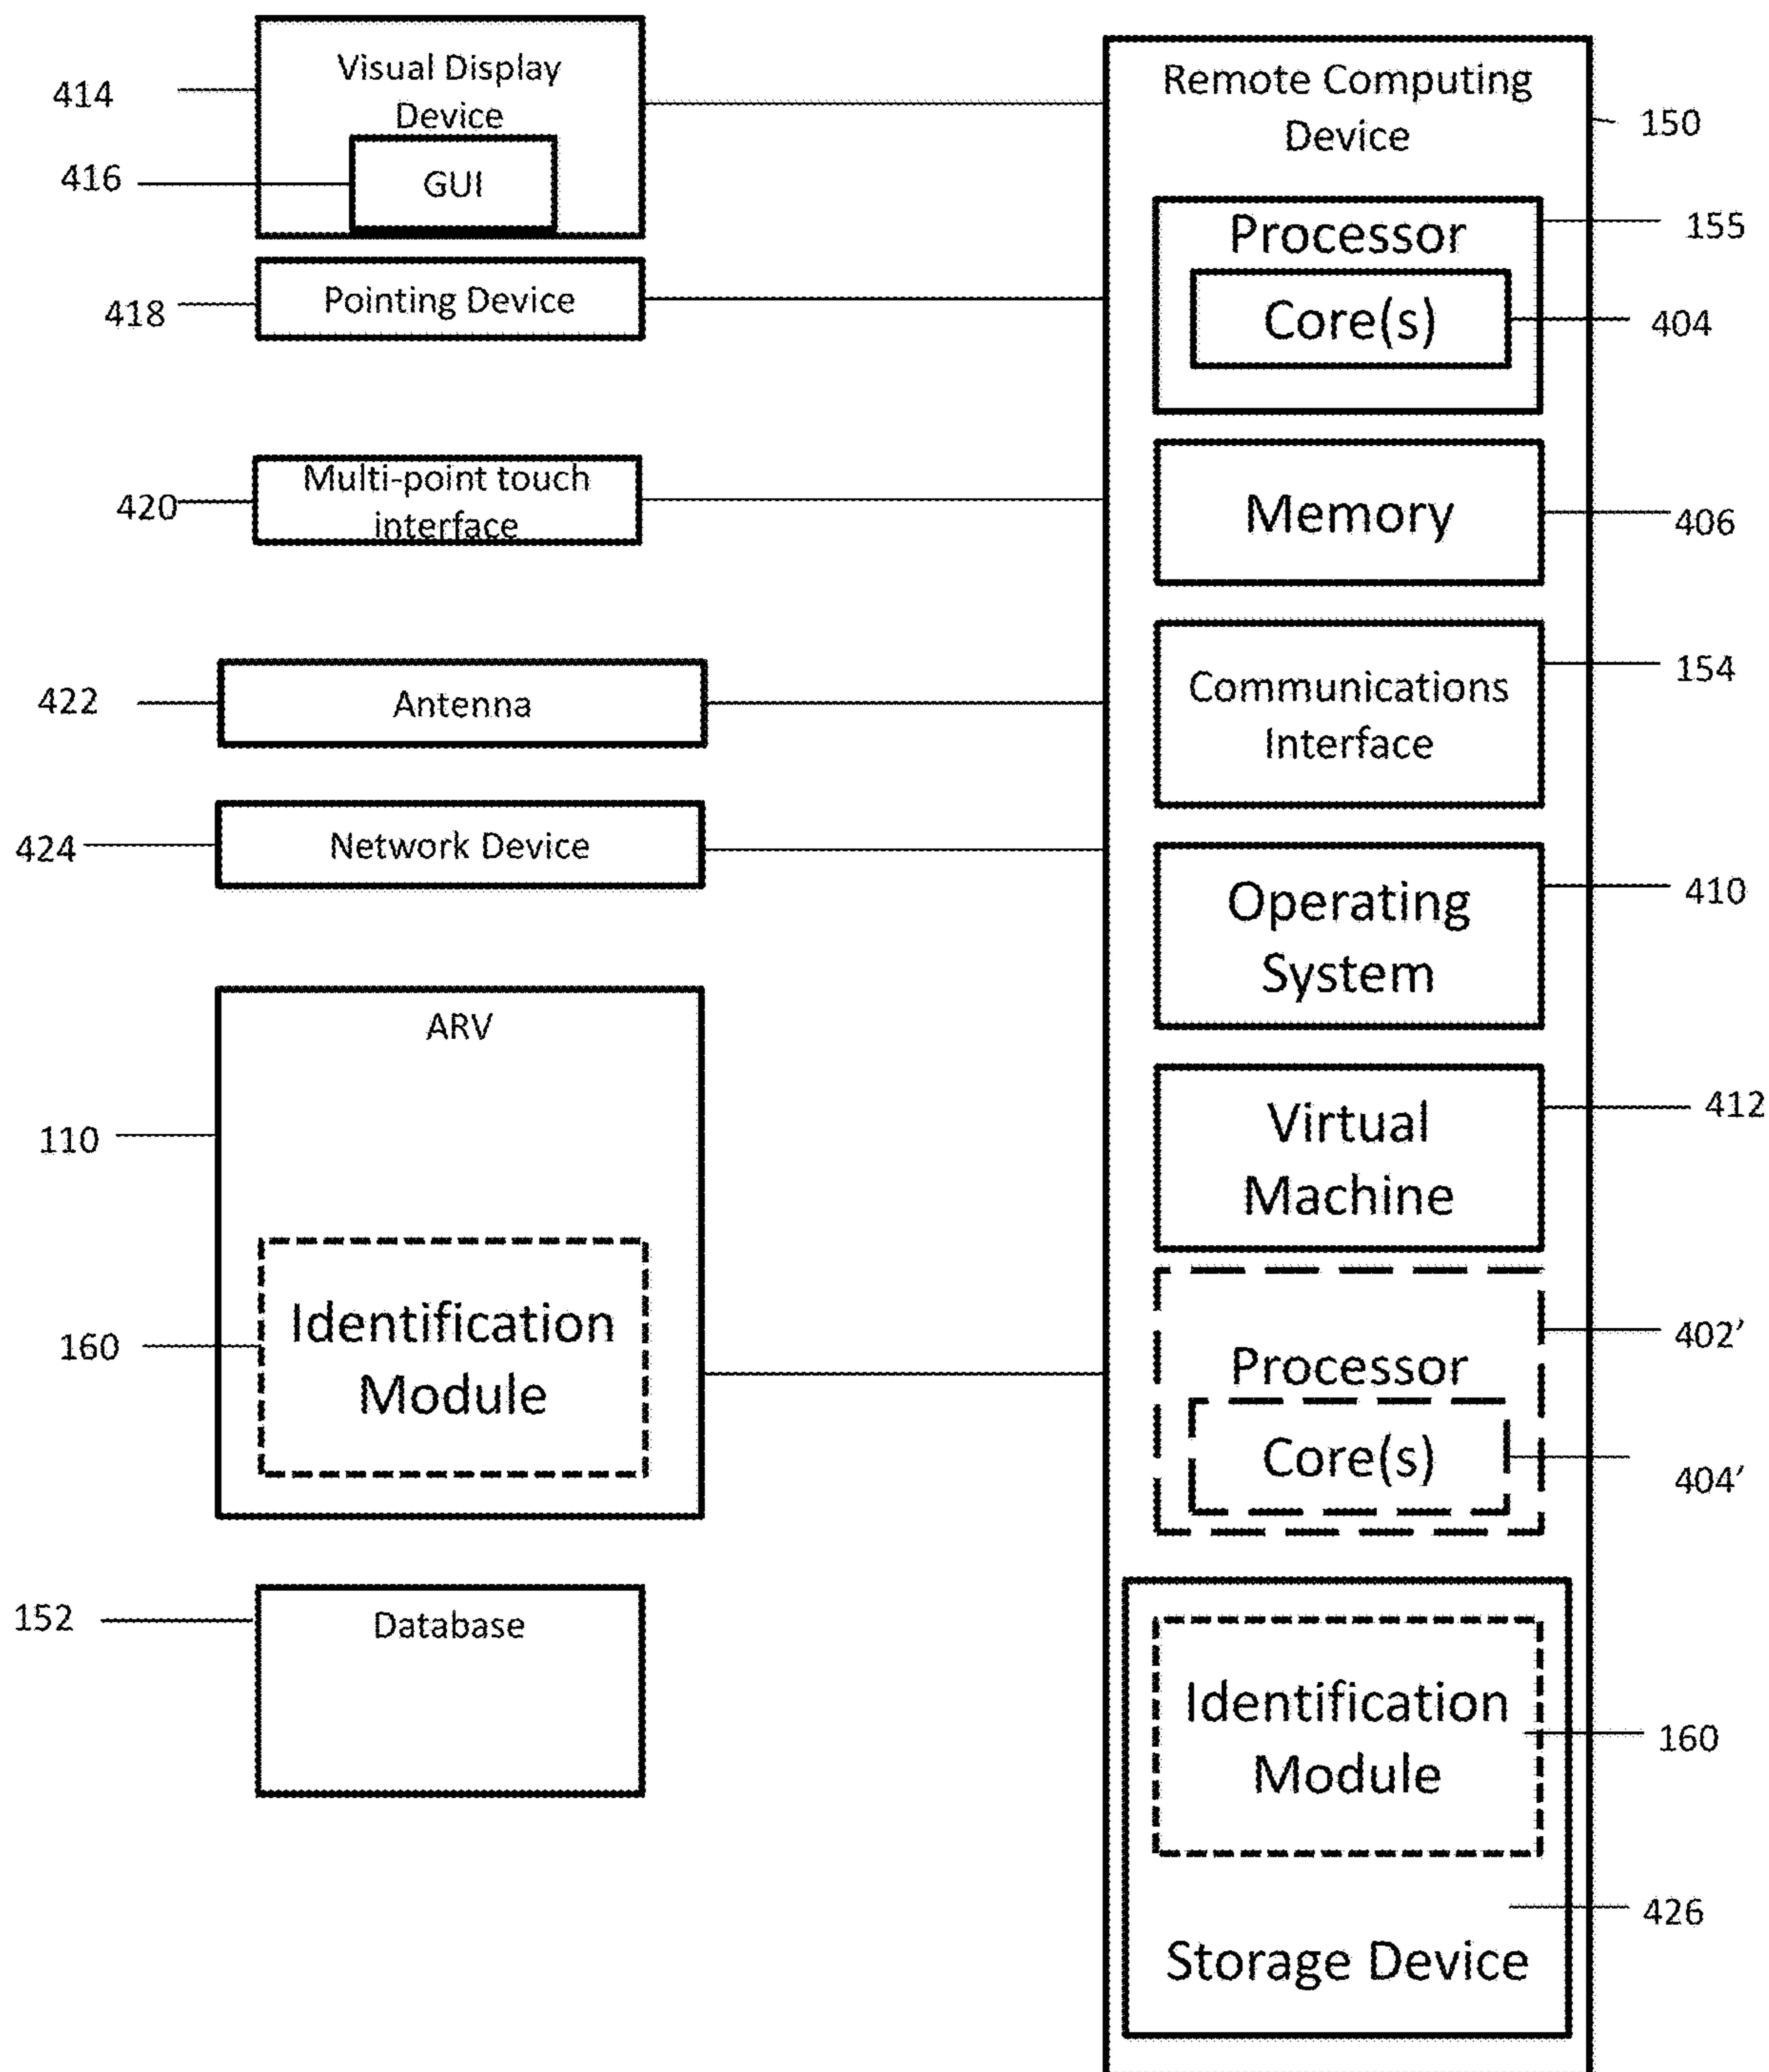 414
Visual Display
Device
416
GUI
418
Pointing Device
420
Multi-point touch
interface
422
Antenna
424
Network Device
ARV
110
160
Identification
Module
152
Database
Remote Computing
Device
150
Processor
155
Core(s)
404
Memory
406
Communications
Interface
154
Operating
System
410
Virtual
Machine
412
Processor
402’
Core(s)
404’
Identification
Module
160
426
Storage Device